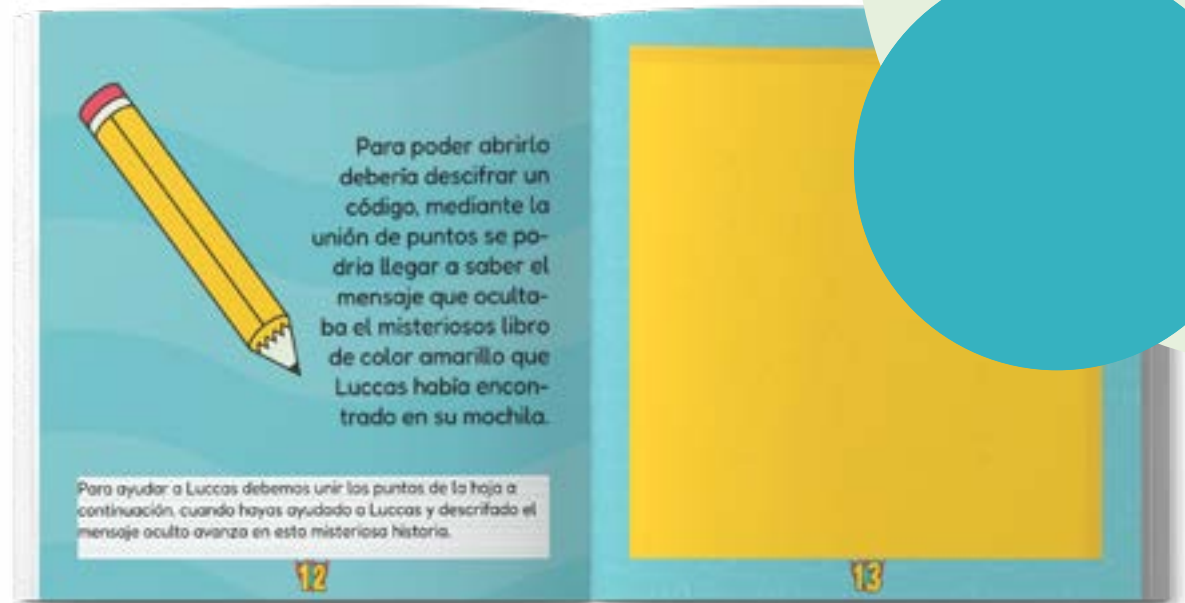 Para poder abrirlo
debería descifrar un
código, mediante la
unión de puntos se po-
dría llegar a saber el
mensaje que oculta-
ba el misteriosos libro
de color amarillo que
Luccas había encon-
trado en su mochila.
Para ayudar a Luccas debemos unir los puntos de la hoja a
continuación, cuando hayas ayudado a Luccas y descrifado el
mensaje oculto avanza en esta misteriosa historia.
12
13